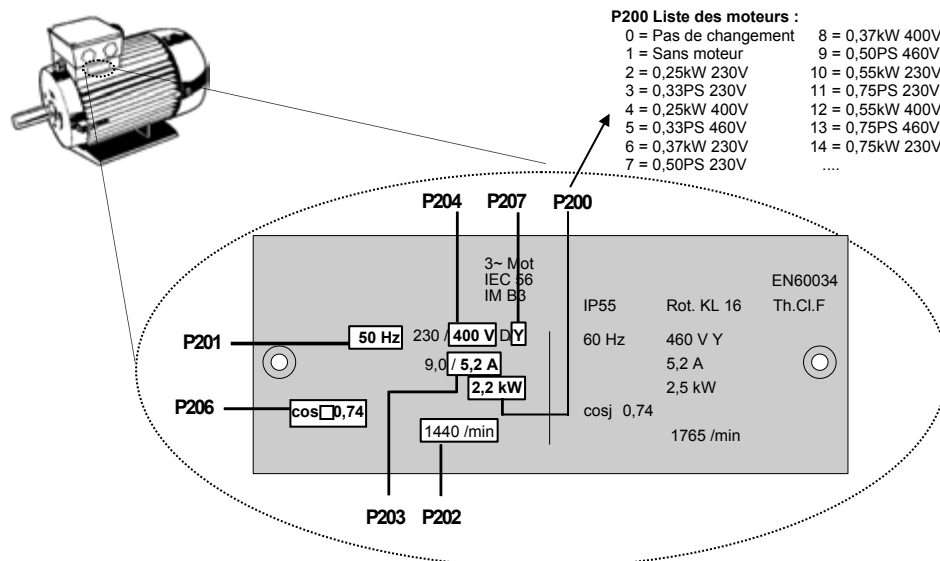 P200 Liste des moteurs :
0 = Pas de changement 8 = 0,37kW 400V
1 = Sans moteur 9 = 0,50PS 460V
2 = 0,25kW 230V 10 = 0,55kW 230V
3 = 0,33PS 230V 11 = 0,75PS 230V
4 = 0,25kW 400V 12 = 0,55kW 400V
5 = 0,33PS 460V 13 = 0,75PS 460V
6 = 0,37kW 230V 14 = 0,75kW 230V
7 = 0,50PS 230V ....
P204 P207 P200
3~ Mot
IEC 56
IM B3
EN60034
IP55 Rot. KL 16 Th.Cl.F
P201
50 Hz 230 / 400 V D Y 60 Hz 460 V Y
9,0 / 5,2 A 5,2 A
2,2 kW 2,5 kW
P206
cos□0,74 cosj 0,74
1440 /min 1765 /min
P203 P202